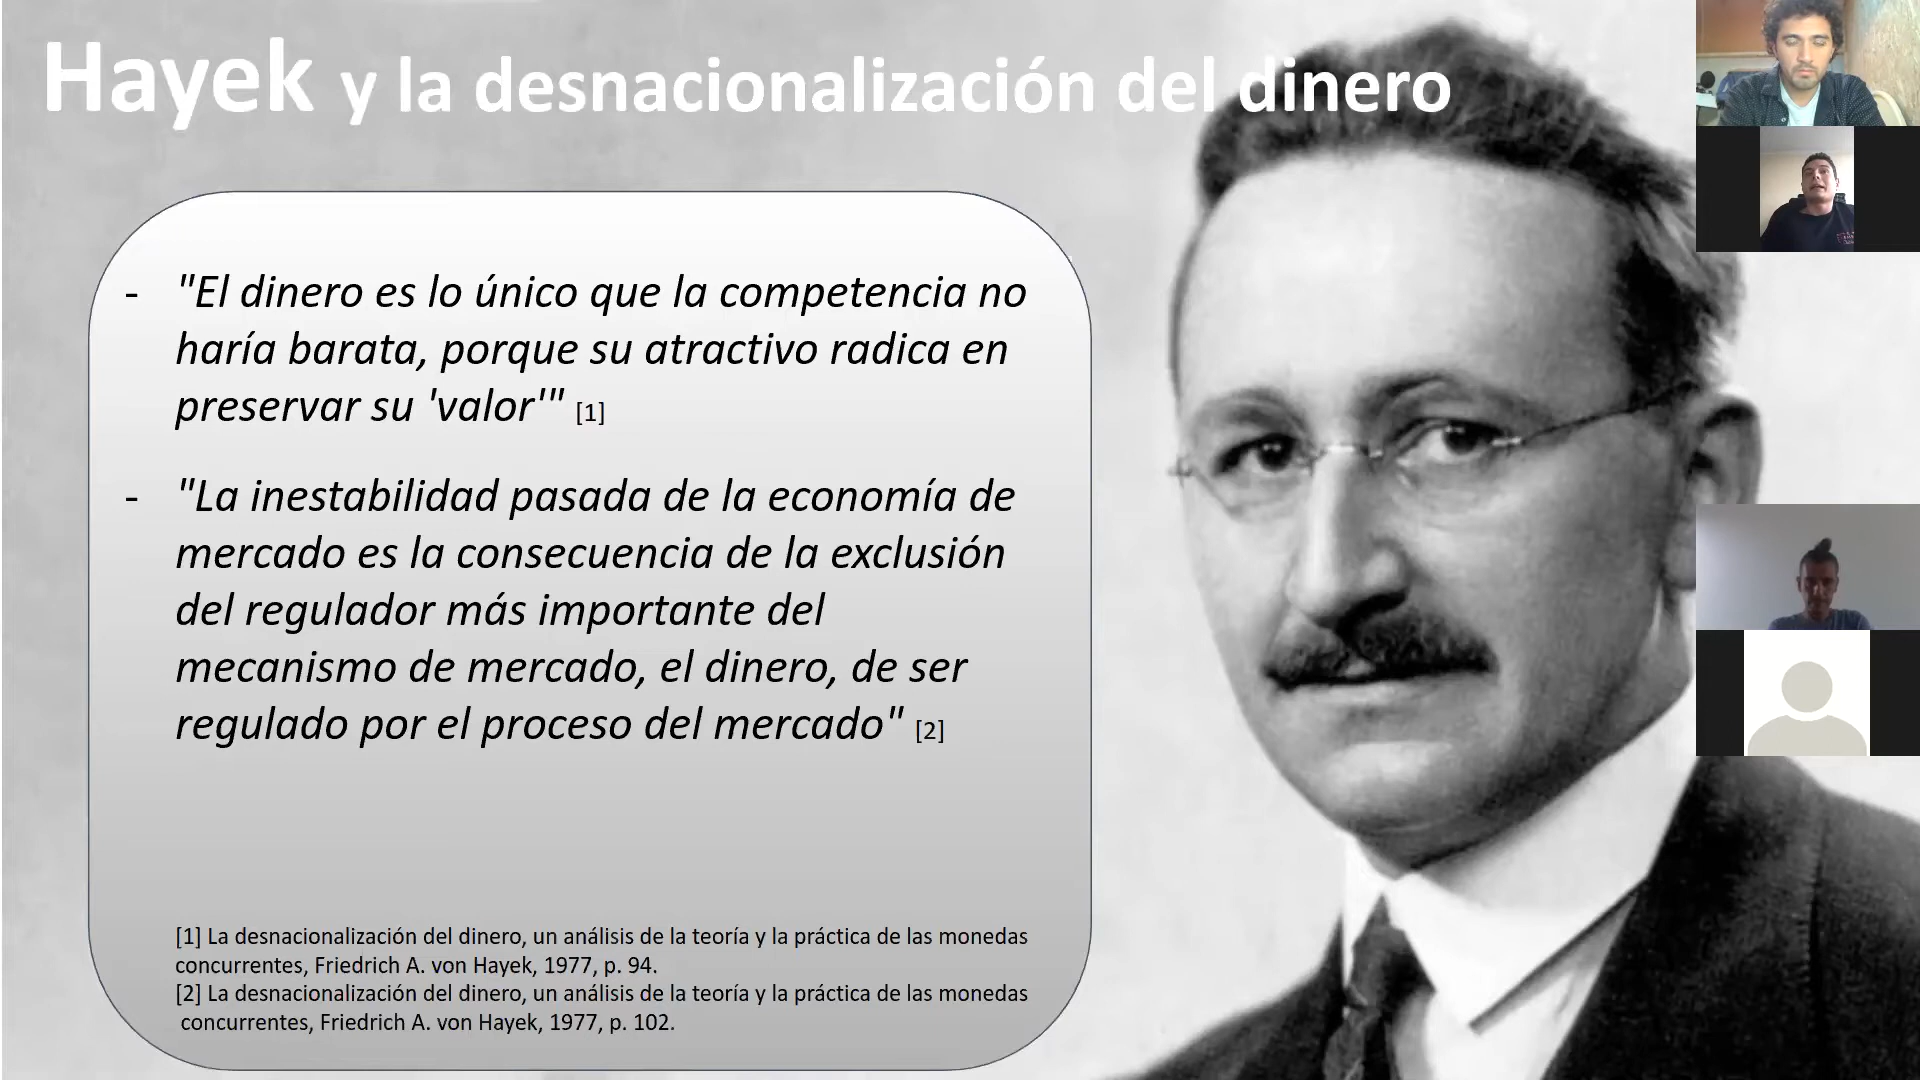 Hayek y la desnacionalización del dinero
- "El dinero es lo único que la competencia no
haría barata, porque su atractivo radica en
preservar su 'valor'" [1]
- "La inestabilidad pasada de la economía de
mercado es la consecuencia de la exclusión
del regulador más importante del
mecanismo de mercado, el dinero, de ser
regulado por el proceso del mercado" [2]
[1] La desnacionalización del dinero, un análisis de la teoría y la práctica de las monedas
concurrentes, Friedrich A. von Hayek, 1977, p. 94.
[2] La desnacionalización del dinero, un análisis de la teoría y la práctica de las monedas
concurrentes, Friedrich A. von Hayek, 1977, p. 102.